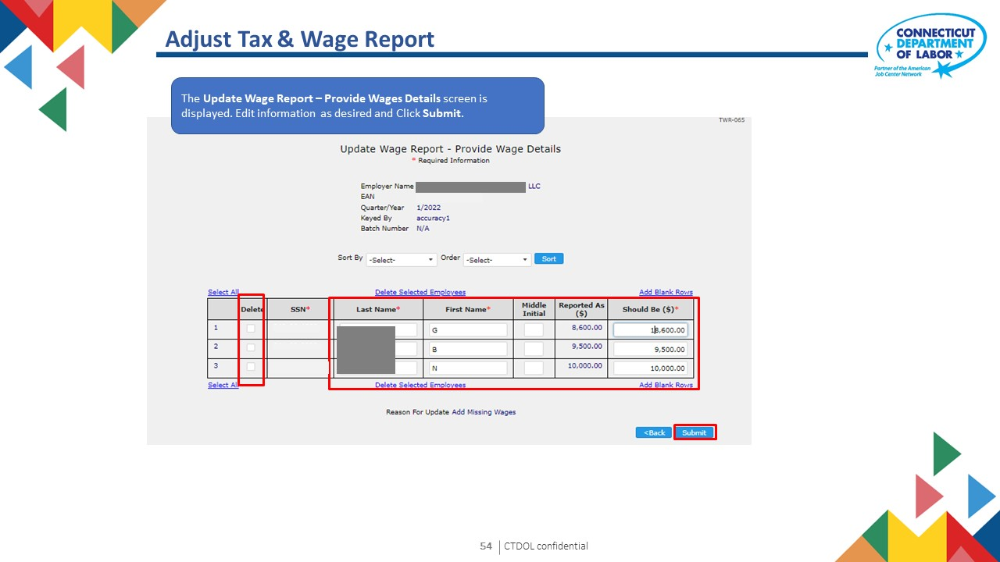 Adjust Tax & Wage Report
CONNECTICUT
DEPARTMENT
OF LABOR
Partner of the American
Job Center Network
The Update Wage Report – Provide Wages Details screen is
displayed. Edit information as desired and Click Submit.
TWR-065
Update Wage Report - Provide Wage Details
* Required Information
Employer Name LLC
EAN
Quarter/Year 1/2022
Keyed By accuracy1
Batch Number N/A
Sort By -Select- Order -Select- Sort
Select All Delete Selected Employees Add Blank Rows
Delete SSN* Last Name* First Name* Middle Initial Reported As ($) Should Be ($)*
1 G 8,600.00 18,600.00
2 B 9,500.00 9,500.00
3 N 10,000.00 10,000.00
Select All Delete Selected Employees Add Blank Rows
Reason For Update Add Missing Wages
<Back Submit
54 CTDOL confidential